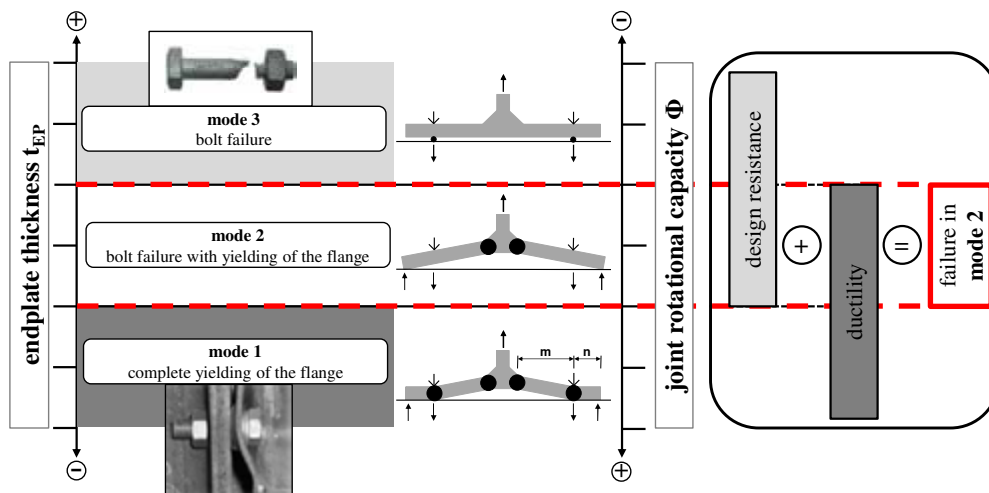 +
−
endplate thickness tEP
mode 3
bolt failure
mode 2
bolt failure with yielding of the flange
mode 1
complete yielding of the flange
m
n
−
+
−
joint rotational capacity Φ
+
design resistance
+
ductility
=
failure in
mode 2